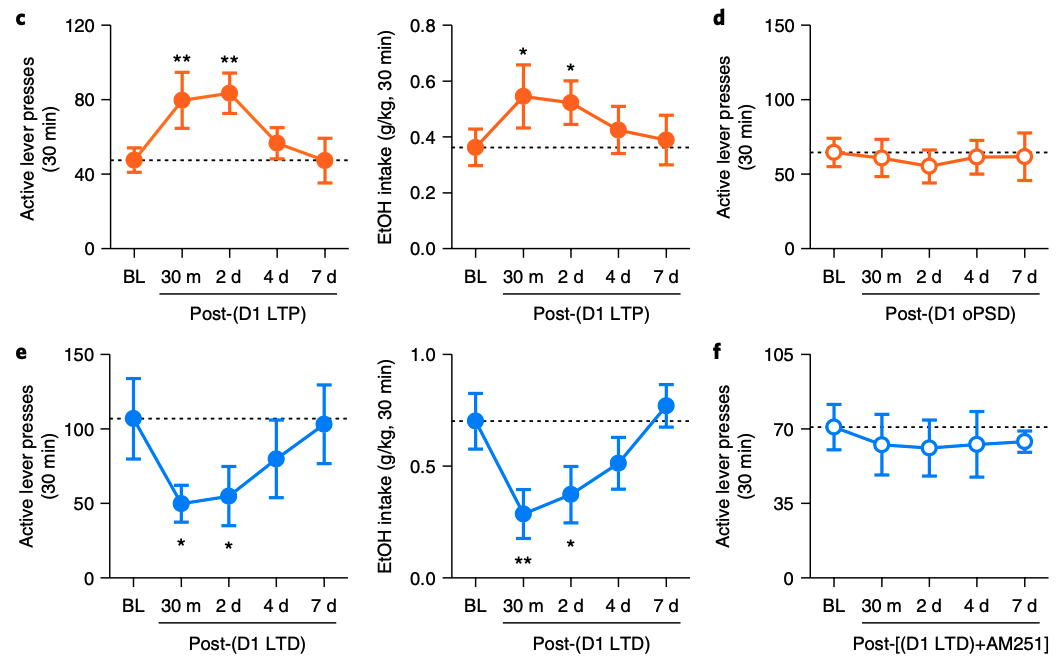 c
Active lever presses
(30 min)
120
80
40
0
** **
BL 30 m 2 d 4 d 7 d
Post-(D1 LTP)
EtOH intake (g/kg, 30 min)
0.8
0.6
0.4
0.2
0.0
* *
BL 30 m 2 d 4 d 7 d
Post-(D1 LTP)
d
Active lever presses
(30 min)
150
100
50
0
BL 30 m 2 d 4 d 7 d
Post-(D1 oPSD)
e
Active lever presses
(30 min)
150
100
50
0
* *
BL 30 m 2 d 4 d 7 d
Post-(D1 LTD)
EtOH intake (g/kg, 30 min)
1.0
0.5
0.0
** *
BL 30 m 2 d 4 d 7 d
Post-(D1 LTD)
f
Active lever presses
(30 min)
105
70
35
0
BL 30 m 2 d 4 d 7 d
Post-[(D1 LTD)+AM251]